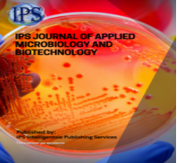 IPS
IPS JOURNAL OF APPLIED
MICROBIOLOGY AND
BIOTECHNOLOGY
Published by:
IPS Intelligentsia Publishing Services